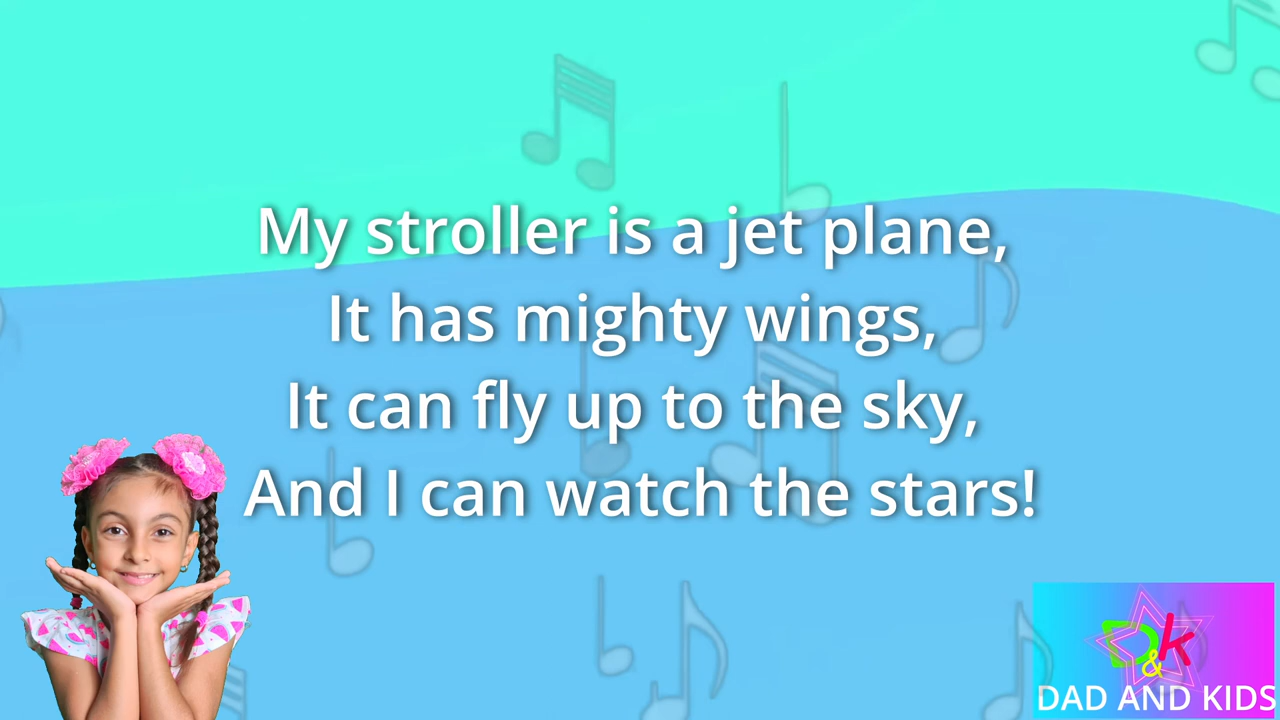 My stroller is a jet plane,
It has mighty wings,
It can fly up to the sky,
And I can watch the stars!
D&k
DAD AND KIDS